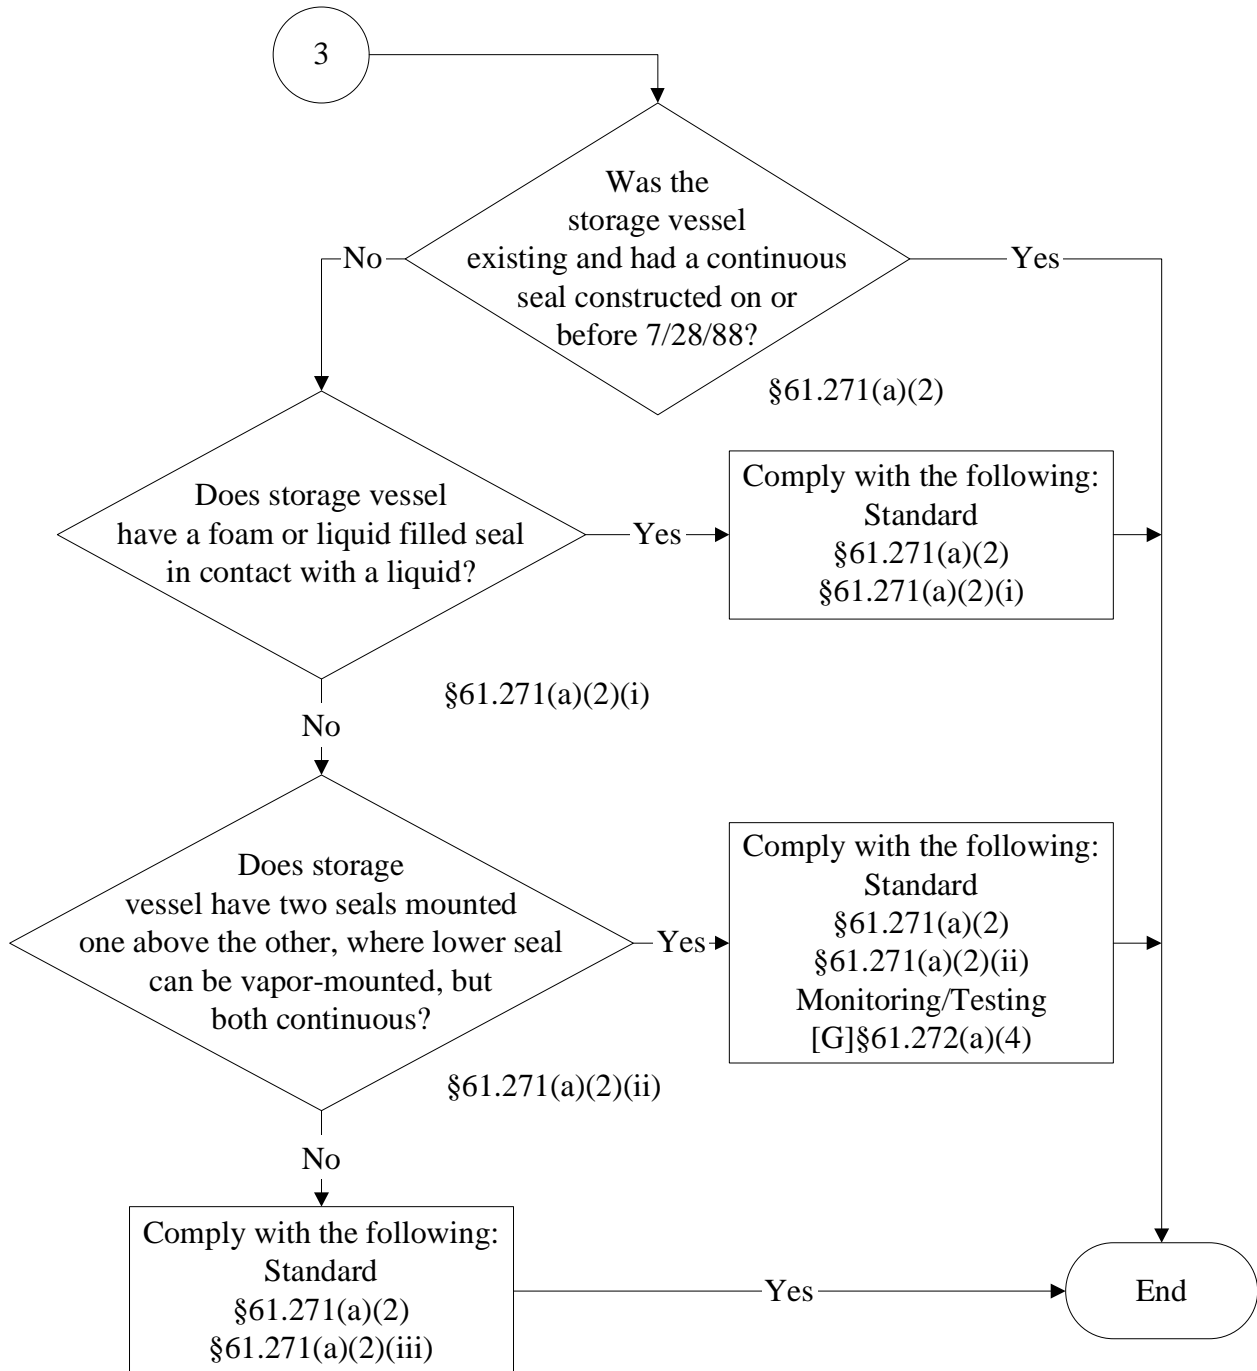 3
Was the
storage vessel
existing and had a continuous
seal constructed on or
before 7/28/88?
No
Yes
§61.271(a)(2)
Does storage vessel
have a foam or liquid filled seal
in contact with a liquid?
Yes
Comply with the following:
Standard
§61.271(a)(2)
§61.271(a)(2)(i)
§61.271(a)(2)(i)
No
Does storage
vessel have two seals mounted
one above the other, where lower seal
can be vapor-mounted, but
both continuous?
Yes
Comply with the following:
Standard
§61.271(a)(2)
§61.271(a)(2)(ii)
Monitoring/Testing
[G]§61.272(a)(4)
§61.271(a)(2)(ii)
No
Comply with the following:
Standard
§61.271(a)(2)
§61.271(a)(2)(iii)
Yes
End